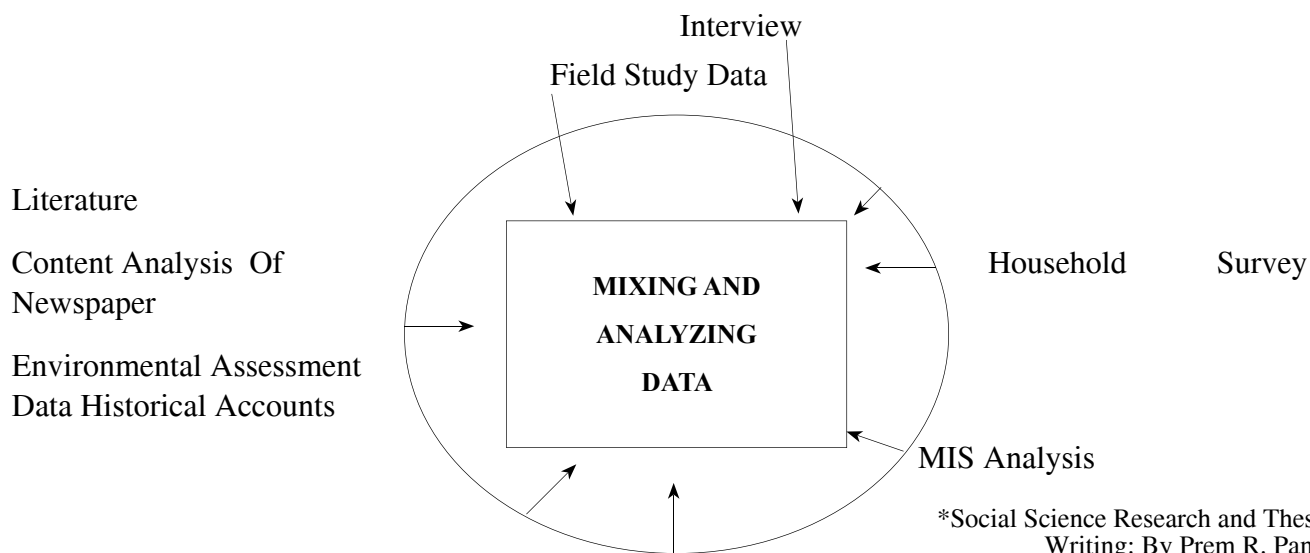 Interview
Field Study Data
Literature
Content Analysis Of
Newspaper
Environmental Assessment
Data Historical Accounts
MIXING AND
ANALYZING
DATA
Household Survey
MIS Analysis
*Social Science Research and Thes
Writing: By Prem R. Pan